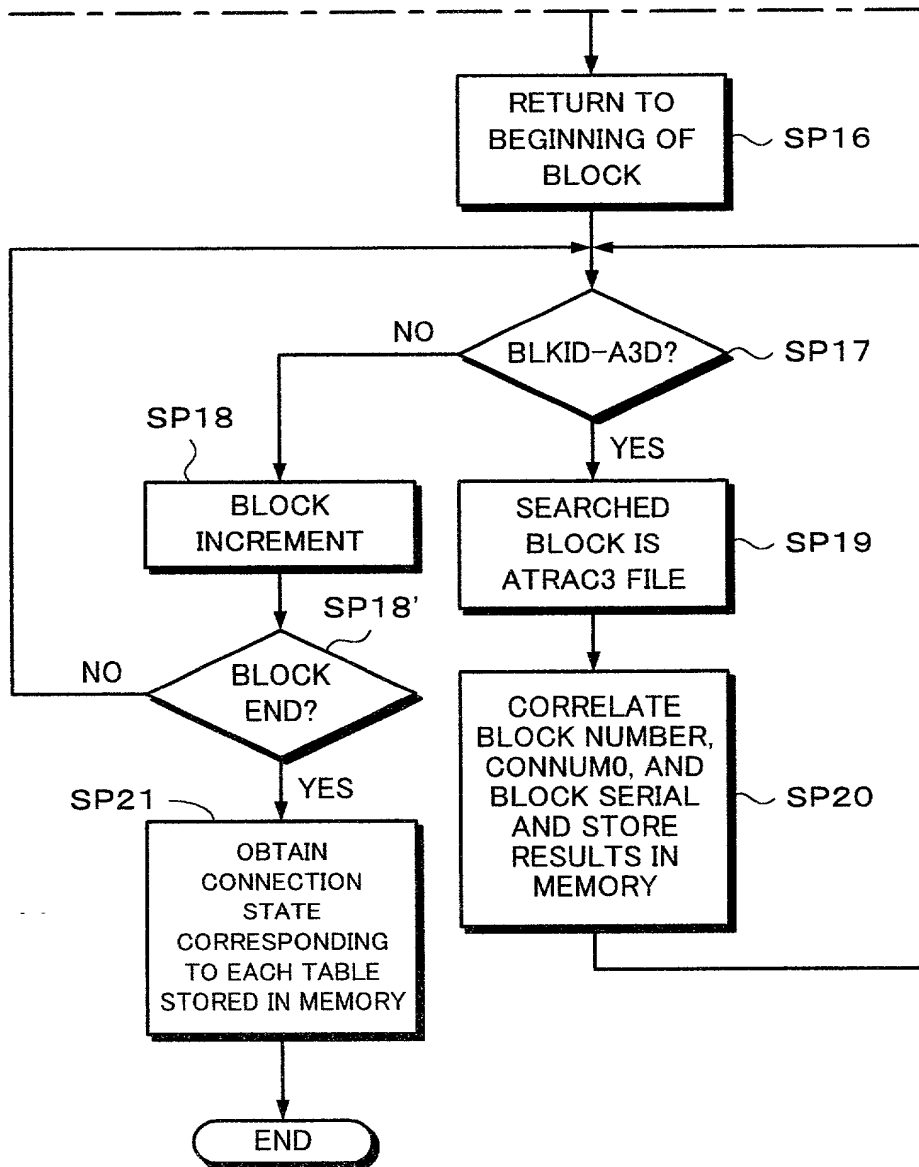 RETURN TO
BEGINNING OF
BLOCK
SP16
NO
BLKID-A3D?
SP17
YES
SP18
BLOCK
INCREMENT
SEARCHED
BLOCK IS
ATRAC3 FILE
SP19
SP18'
NO
BLOCK
END?
YES
CORRELATE
BLOCK NUMBER,
CONNUM0, AND
BLOCK SERIAL
AND STORE
RESULTS IN
MEMORY
SP20
SP21
OBTAIN
CONNECTION
STATE
CORRESPONDING
TO EACH TABLE
STORED IN MEMORY
END